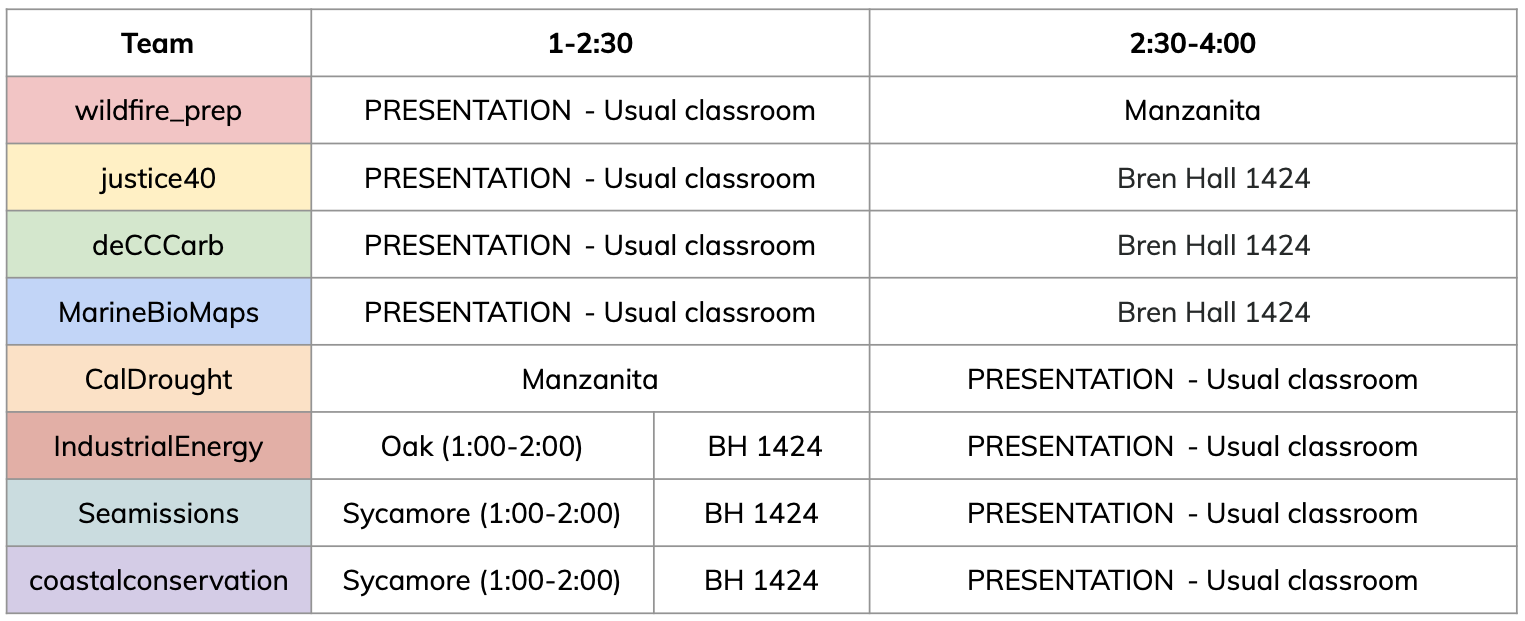 Team 1-2:30 2:30-4:00
wildfire_prep PRESENTATION - Usual classroom Manzanita
justice40 PRESENTATION - Usual classroom Bren Hall 1424
deCCCarb PRESENTATION - Usual classroom Bren Hall 1424
MarineBioMaps PRESENTATION - Usual classroom Bren Hall 1424
CalDrought Manzanita PRESENTATION - Usual classroom
IndustrialEnergy Oak (1:00-2:00) BH 1424 PRESENTATION - Usual classroom
Seamissions Sycamore (1:00-2:00) BH 1424 PRESENTATION - Usual classroom
coastalconservation Sycamore (1:00-2:00) BH 1424 PRESENTATION - Usual classroom